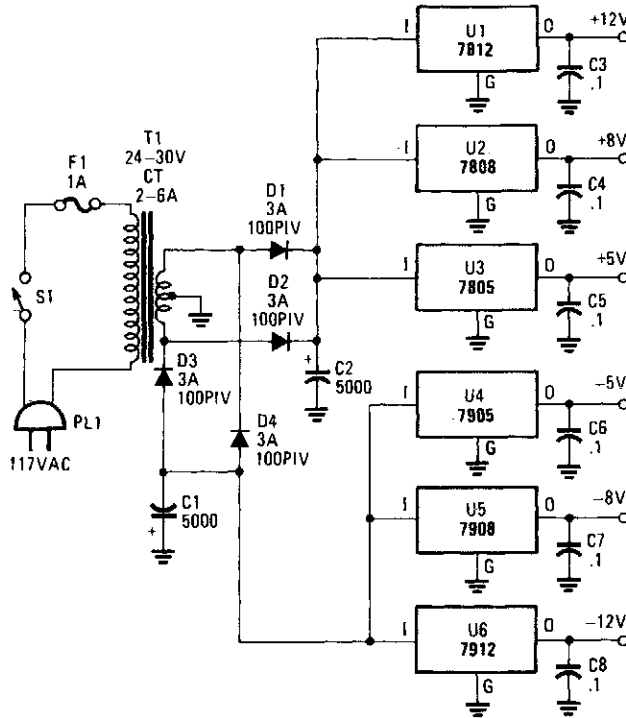 I
U1
7812
O
+12V
G
C3
.1
I
U2
7808
O
+8V
G
C4
.1
T1
24–30V
CT
2–6A
F1
1A
D1
3A
100PIV
I
U3
7805
O
+5V
G
C5
.1
S1
D2
3A
100PIV
D3
3A
100PIV
C2
+
5000
PL1
117VAC
D4
3A
100PIV
I
U4
7905
O
–5V
G
C6
.1
C1
5000
+
I
U5
7908
O
–8V
G
C7
.1
I
U6
7912
O
–12V
G
C8
.1